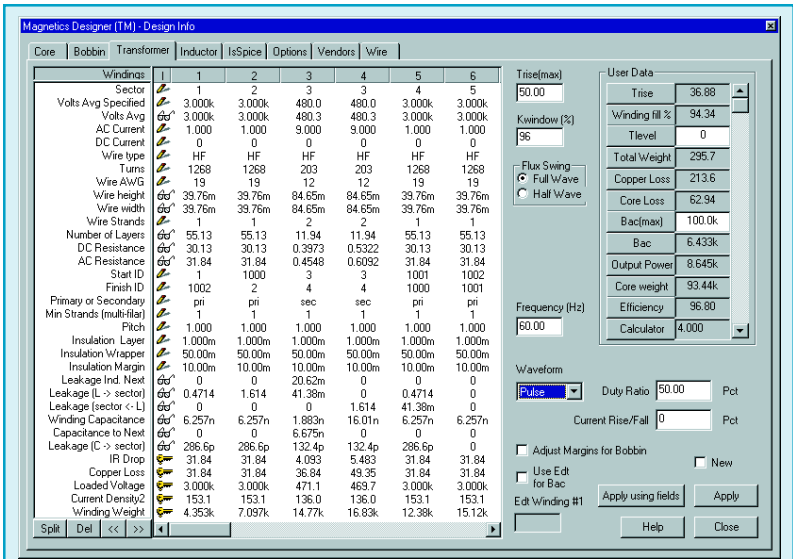 Magnetics Designer (TM) - Design Info
Core Bobbin Transformer Inductor IsSpice Options Vendors Wire
Windings I 1 2 3 4 5 6
Sector 1 2 3 3 4 5
Volts Avg Specified 3.000k 3.000k 480.0 480.0 3.000k 3.000k
Volts Avg 3.000k 3.000k 480.3 480.3 3.000k 3.000k
AC Current 1.000 1.000 9.000 9.000 1.000 1.000
DC Current 0 0 0 0 0 0
Wire type HF HF HF HF HF HF
Turns 1268 1268 203 203 1268 1268
Wire AWG 19 19 12 12 19 19
Wire height 39.76m 39.76m 84.65m 84.65m 39.76m 39.76m
Wire width 39.76m 39.76m 84.65m 84.65m 39.76m 39.76m
Wire Strands 1 1 2 2 1 1
Number of Layers 55.13 55.13 11.94 11.94 55.13 55.13
DC Resistance 30.13 30.13 0.3973 0.5322 30.13 30.13
AC Resistance 31.84 31.84 0.4548 0.6092 31.84 31.84
Start ID 1 1000 3 3 1001 1002
Finish ID 1002 2 4 4 1000 1001
Primary or Secondary pri pri sec sec pri pri
Min Strands (multi-filar) 1 1 1 1 1 1
Pitch 1.000 1.000 1.000 1.000 1.000 1.000
Insulation Layer 1.000m 1.000m 1.000m 1.000m 1.000m 1.000m
Insulation Wrapper 50.00m 50.00m 50.00m 50.00m 50.00m 50.00m
Insulation Margin 10.00m 10.00m 10.00m 10.00m 10.00m 10.00m
Leakage Ind. Next 0 0 20.62m 0 0 0
Leakage (L -> sector) 0.4714 1.614 41.38m 0 0.4714 0
Leakage (sector <- L) 0 0 0 1.614 41.38m 0
Winding Capacitance 6.257n 6.257n 1.883n 16.01n 6.257n 6.257n
Capacitance to Next 0 0 6.675n 0 0 0
Leakage (C -> sector) 286.6p 286.6p 132.4p 132.4p 286.6p 0
IR Drop 31.84 31.84 4.093 5.483 31.84 31.84
Copper Loss 31.84 31.84 36.84 49.35 31.84 31.84
Loaded Voltage 3.000k 3.000k 471.1 469.7 3.000k 3.000k
Current Density2 153.1 153.1 136.0 136.0 153.1 153.1
Winding Weight 4.353k 7.097k 14.77k 16.83k 12.38k 15.12k
Split Del << >>
Trise(max)
50.00
Kwindow (%)
96
Flux Swing
Full Wave
Half Wave
Frequency (Hz)
60.00
User Data
Trise 36.88
Winding fill % 94.34
Tlevel 0
Total Weight 295.7
Copper Loss 213.6
Core Loss 62.94
Bac(max) 100.0k
Bac 6.433k
Output Power 8.645k
Core weight 93.44k
Efficiency 96.80
Calculator 4.000
Waveform
Pulse Duty Ratio 50.00 Pct
Current Rise/Fall 0 Pct
Adjust Margins for Bobbin
New
Use Edt
for Bac
Edt Winding #1
Apply using fields Apply
Help Close